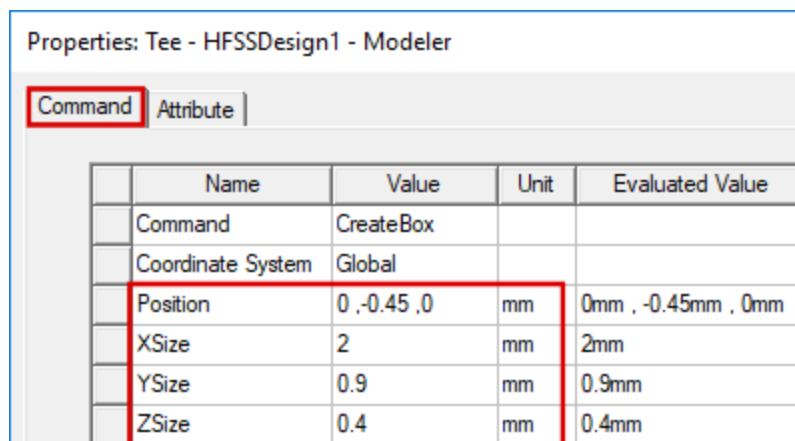 Properties: Tee - HFSSDesign1 - Modeler
Command Attribute
Name Value Unit Evaluated Value
Command CreateBox
Coordinate System Global
Position 0 ,-0.45 ,0 mm 0mm , -0.45mm , 0mm
XSize 2 mm 2mm
YSize 0.9 mm 0.9mm
ZSize 0.4 mm 0.4mm